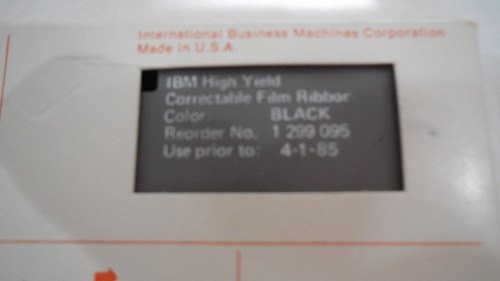 International Business Machines Corporation
Made in U.S.A.
IBM High Yield
Correctable Film Ribbon
Color BLACK
Reorder No. 1 299 095
Use prior to: 4-1-85